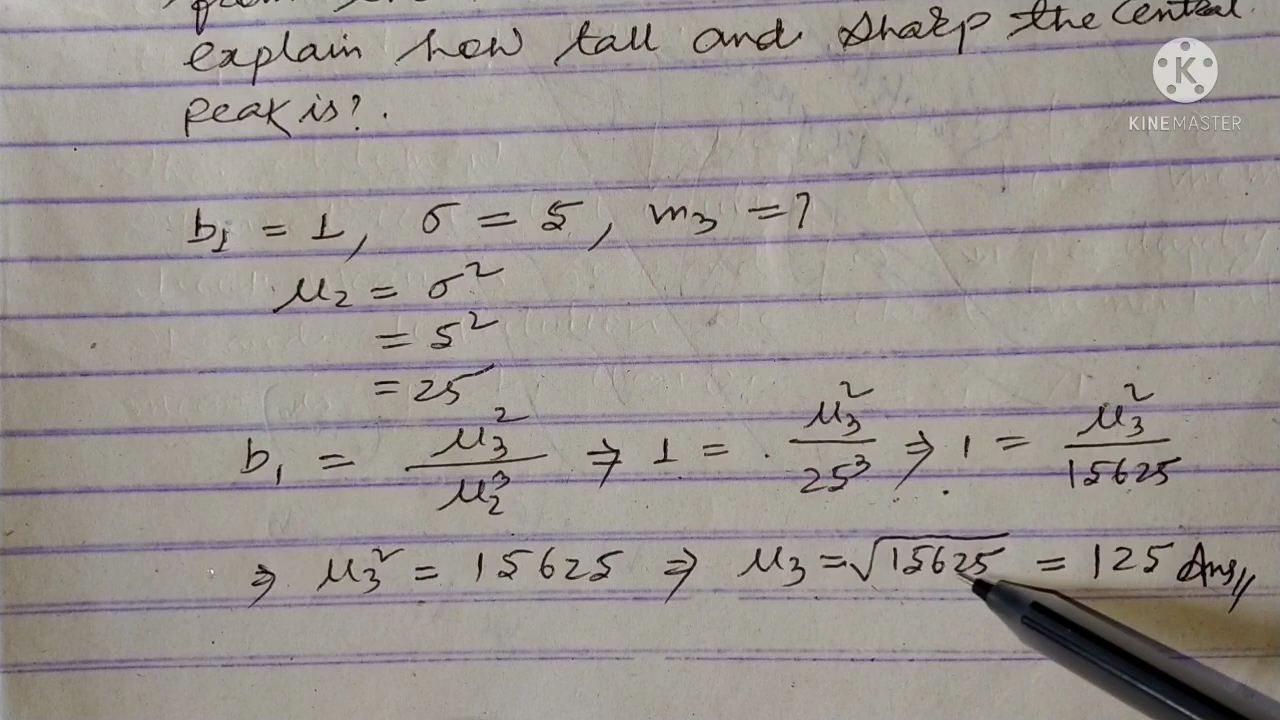 explain how tall and sharp the central
peak is?.
KINEMASTER
b₁ = 1, σ = 5, m₃ = ?
μ₂ = σ²
= 5²
= 25
b₁ = μ₃²/μ₂³ ⇒ 1 = μ₃²/25³ ⇒ 1 = μ₃²/15625
⇒ μ₃² = 15625 ⇒ μ₃ = √15625 = 125 Ans//